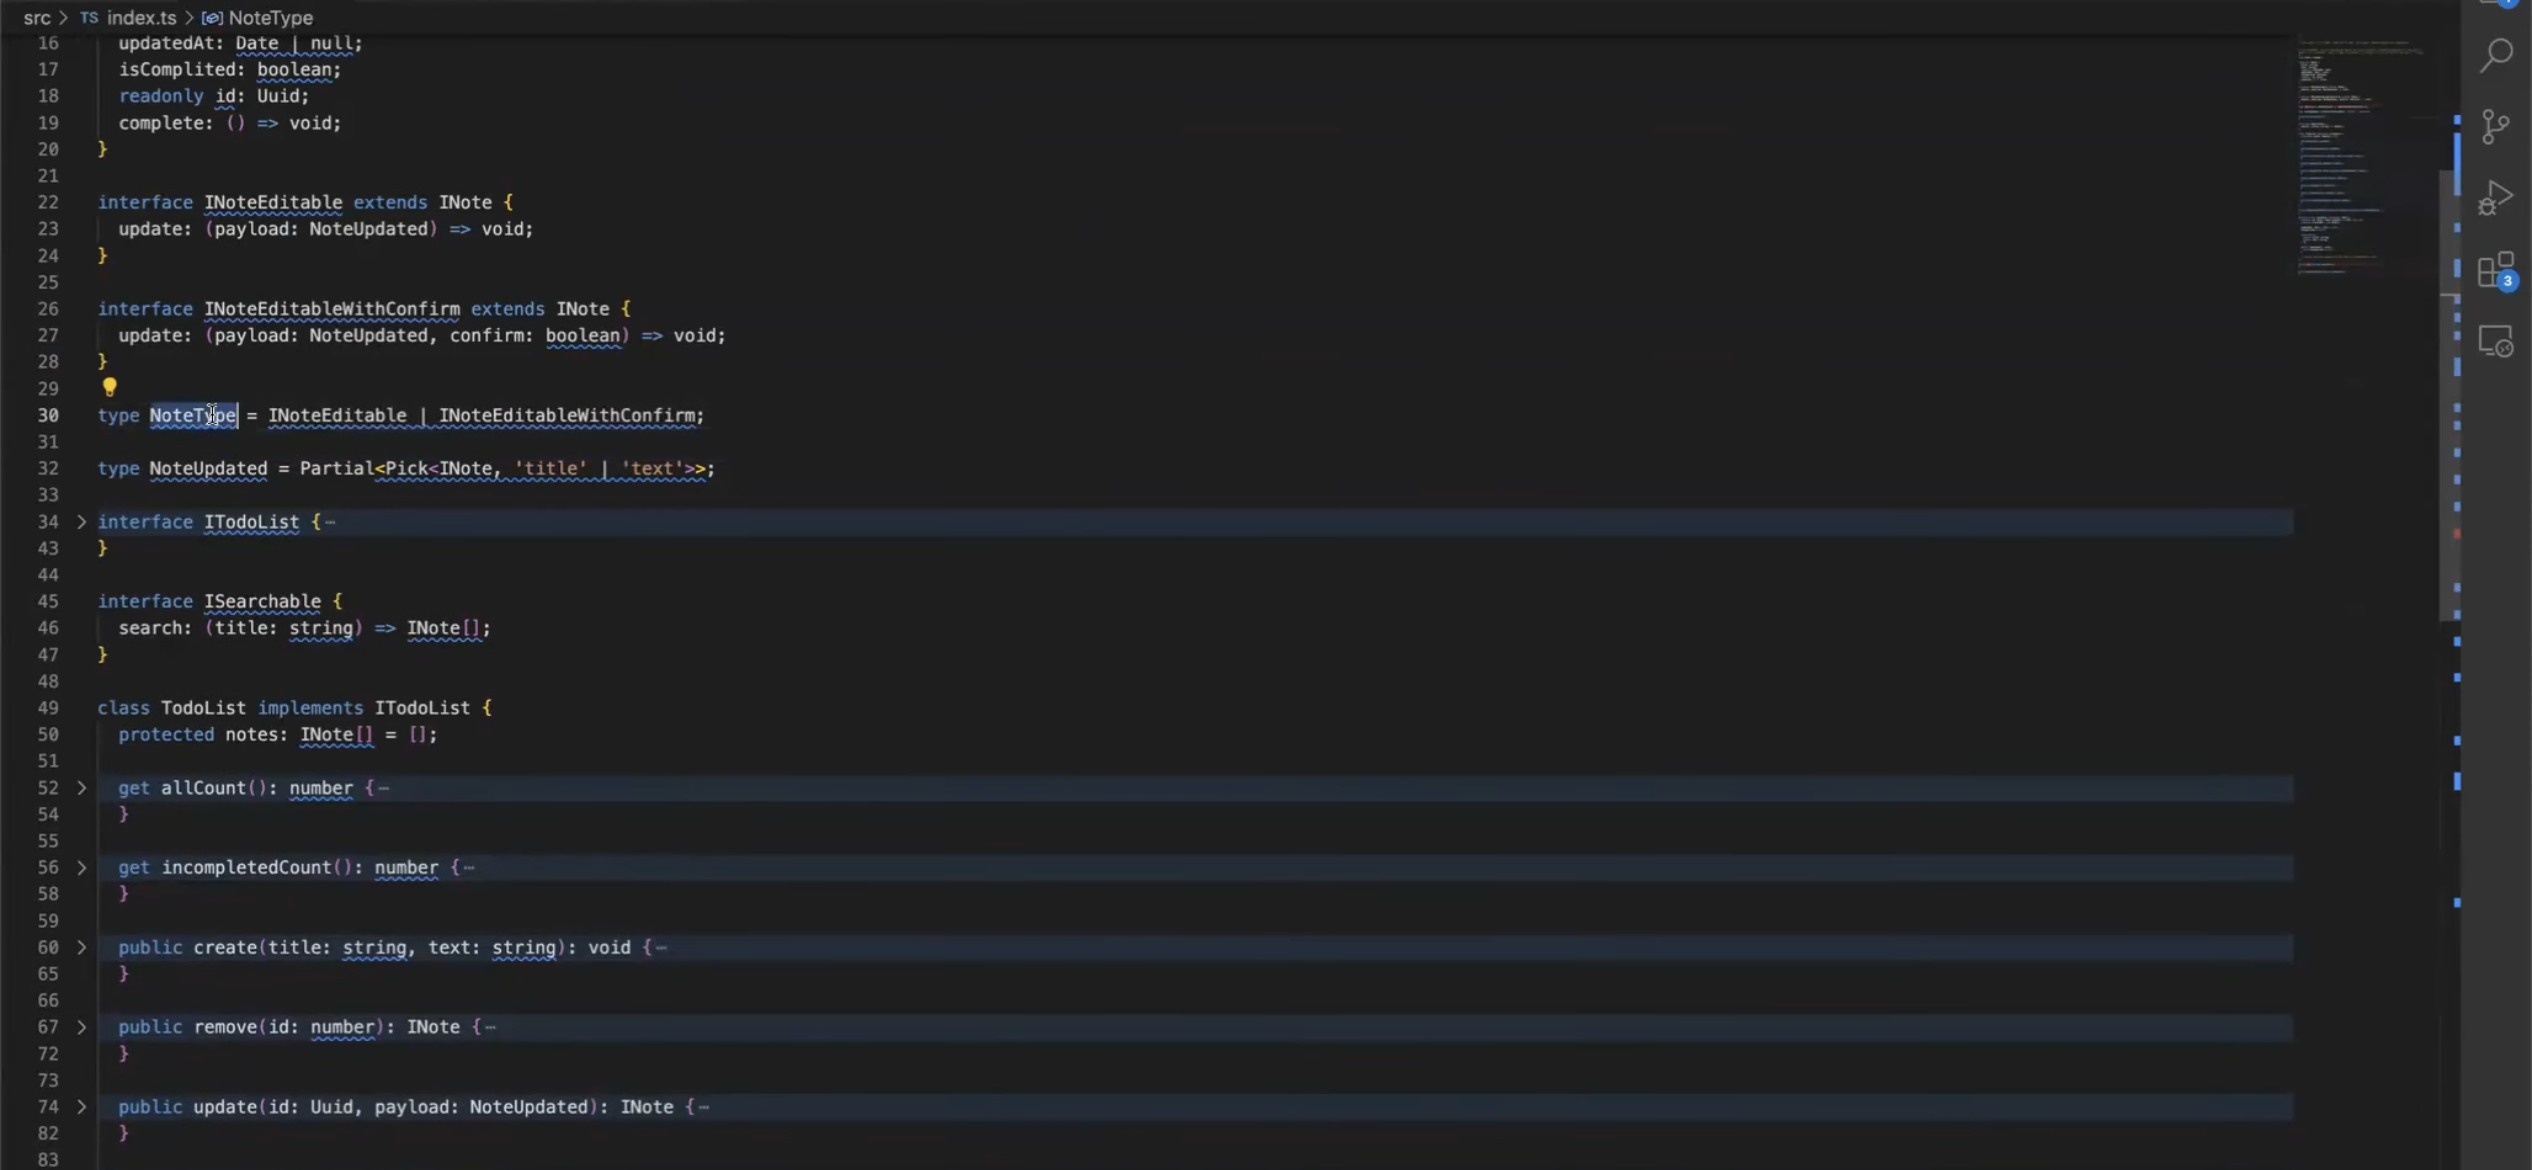 src > TS index.ts > NoteType
16 updatedAt: Date | null;
17 isComplited: boolean;
18 readonly id: Uuid;
19 complete: () => void;
20 }
21
22 interface INoteEditable extends INote {
23 update: (payload: NoteUpdated) => void;
24 }
25
26 interface INoteEditableWithConfirm extends INote {
27 update: (payload: NoteUpdated, confirm: boolean) => void;
28 }
29
30 type NoteType = INoteEditable | INoteEditableWithConfirm;
31
32 type NoteUpdated = Partial<Pick<INote, 'title' | 'text'>>;
33
34 > interface ITodoList { ⋯
43 }
44
45 interface ISearchable {
46 search: (title: string) => INote[];
47 }
48
49 class TodoList implements ITodoList {
50 protected notes: INote[] = [];
51
52 > get allCount(): number { ⋯
54 }
55
56 > get incompletedCount(): number { ⋯
58 }
59
60 > public create(title: string, text: string): void { ⋯
65 }
66
67 > public remove(id: number): INote { ⋯
72 }
73
74 > public update(id: Uuid, payload: NoteUpdated): INote { ⋯
82 }
83
3